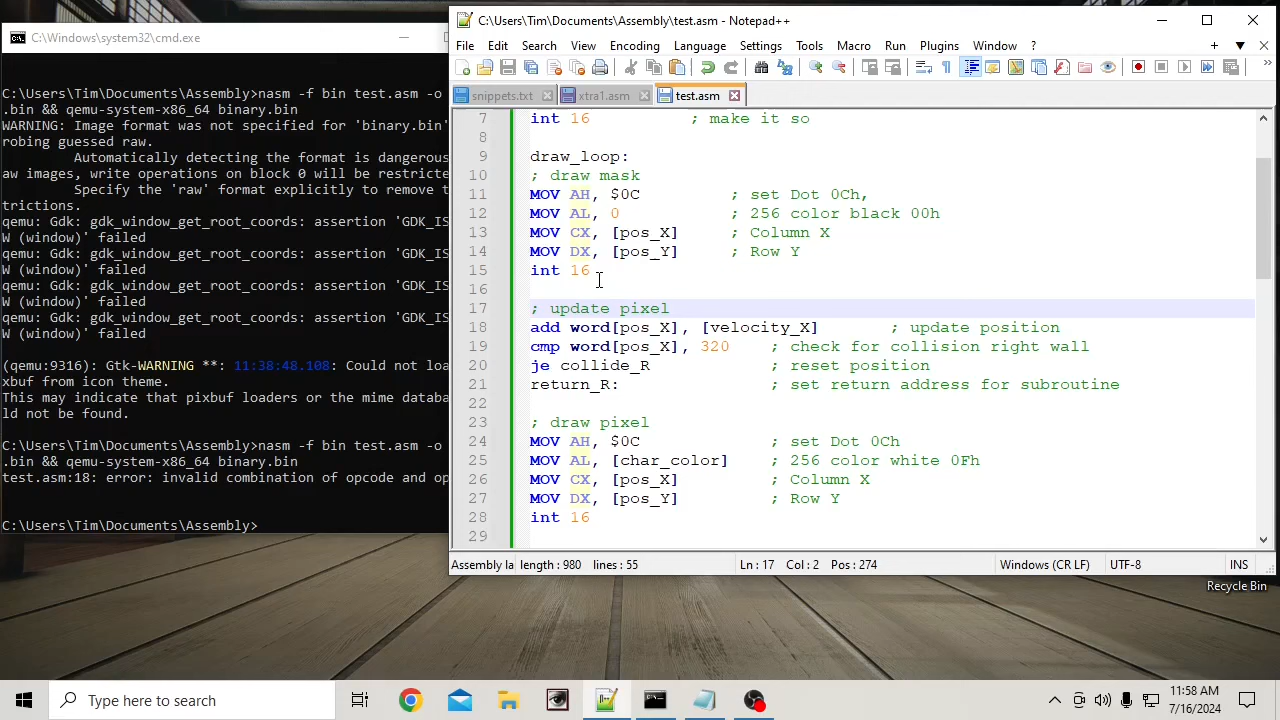 C:\Windows\system32\cmd.exe
C:\Users\Tim\Documents\Assembly>nasm -f bin test.asm -o
.bin && qemu-system-x86_64 binary.bin
WARNING: Image format was not specified for 'binary.bin'
robing guessed raw.
Automatically detecting the format is dangerous
aw images, write operations on block 0 will be restricte
Specify the 'raw' format explicitly to remove t
trictions.
qemu: Gdk: gdk_window_get_root_coords: assertion 'GDK_IS
W (window)' failed
qemu: Gdk: gdk_window_get_root_coords: assertion 'GDK_IS
W (window)' failed
qemu: Gdk: gdk_window_get_root_coords: assertion 'GDK_IS
W (window)' failed
qemu: Gdk: gdk_window_get_root_coords: assertion 'GDK_IS
W (window)' failed
(qemu:9316): Gtk-WARNING **: 11:38:48.108: Could not loa
xbuf from icon theme.
This may indicate that pixbuf loaders or the mime databa
ld not be found.
C:\Users\Tim\Documents\Assembly>nasm -f bin test.asm -o
.bin && qemu-system-x86_64 binary.bin
test.asm:18: error: invalid combination of opcode and op
C:\Users\Tim\Documents\Assembly>
C:\Users\Tim\Documents\Assembly\test.asm - Notepad++
File Edit Search View Encoding Language Settings Tools Macro Run Plugins Window ?
snippets.txt xtra1.asm test.asm
7 int 16 ; make it so
8
9 draw_loop:
10 ; draw mask
11 MOV AH, $0C ; set Dot 0Ch,
12 MOV AL, 0 ; 256 color black 00h
13 MOV CX, [pos_X] ; Column X
14 MOV DX, [pos_Y] ; Row Y
15 int 16
16
17 ; update pixel
18 add word[pos_X], [velocity_X] ; update position
19 cmp word[pos_X], 320 ; check for collision right wall
20 je collide_R ; reset position
21 return_R: ; set return address for subroutine
22
23 ; draw pixel
24 MOV AH, $0C ; set Dot 0Ch
25 MOV AL, [char_color] ; 256 color white 0Fh
26 MOV CX, [pos_X] ; Column X
27 MOV DX, [pos_Y] ; Row Y
28 int 16
29
Assembly la length : 980 lines : 55 Ln : 17 Col : 2 Pos : 274 Windows (CR LF) UTF-8 INS
Recycle Bin
Type here to search
11:58 AM
7/16/2024